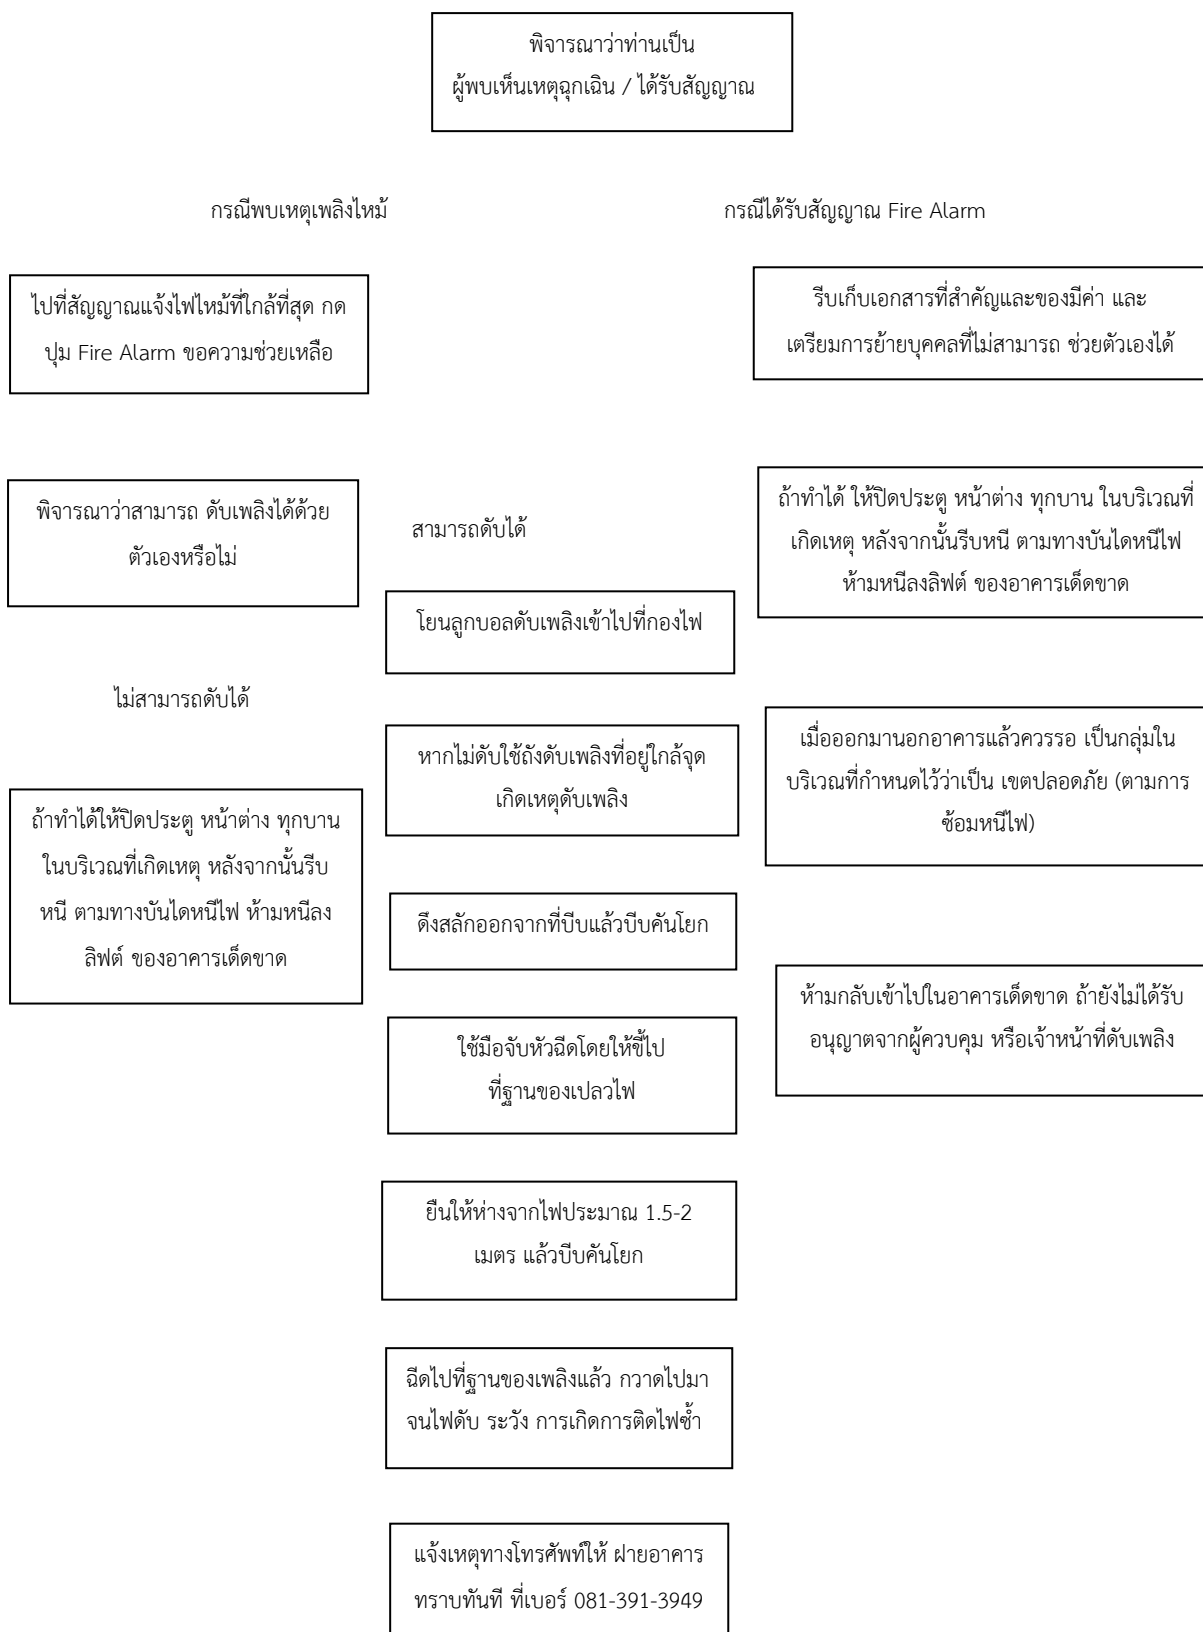 พิจารณาว่าท่านเป็น
ผู้พบเห็นเหตุฉุกเฉิน / ได้รับสัญญาณ
กรณีพบเหตุเพลิงไหม้
ไปที่สัญญาณแจ้งไฟไหม้ที่ใกล้ที่สุด กด
ปุ่ม Fire Alarm ขอความช่วยเหลือ
พิจารณาว่าสามารถ ดับเพลิงได้ด้วย
ตัวเองหรือไม่
ไม่สามารถดับได้
ถ้าทำได้ให้ปิดประตู หน้าต่าง ทุกบาน
ในบริเวณที่เกิดเหตุ หลังจากนั้นรีบ
หนี ตามทางบันไดหนีไฟ ห้ามหนีลง
ลิฟต์ ของอาคารเด็ดขาด
สามารถดับได้
โยนลูกบอลดับเพลิงเข้าไปที่กองไฟ
หากไม่ดับใช้ถังดับเพลิงที่อยู่ใกล้จุด
เกิดเหตุดับเพลิง
ดึงสลักออกจากที่บีบแล้วบีบคันโยก
ใช้มือจับหัวฉีดโดยให้ขี้ไป
ที่ฐานของเปลวไฟ
ยืนให้ห่างจากไฟประมาณ 1.5-2
เมตร แล้วบีบคันโยก
ฉีดไปที่ฐานของเพลิงแล้ว กวาดไปมา
จนไฟดับ ระวัง การเกิดการติดไฟซ้ำ
แจ้งเหตุทางโทรศัพท์ให้ ฝ่ายอาคาร
ทราบทันที ที่เบอร์ 081-391-3949
กรณีได้รับสัญญาณ Fire Alarm
รีบเก็บเอกสารที่สำคัญและของมีค่า และ
เตรียมการย้ายบุคคลที่ไม่สามารถ ช่วยตัวเองได้
ถ้าทำได้ ให้ปิดประตู หน้าต่าง ทุกบาน ในบริเวณที่
เกิดเหตุ หลังจากนั้นรีบหนี ตามทางบันไดหนีไฟ
ห้ามหนีลงลิฟต์ ของอาคารเด็ดขาด
เมื่อออกมานอกอาคารแล้วควรรอ เป็นกลุ่มใน
บริเวณที่กำหนดไว้ว่าเป็น เขตปลอดภัย (ตามการ
ซ้อมหนีไฟ)
ห้ามกลับเข้าไปในอาคารเด็ดขาด ถ้ายังไม่ได้รับ
อนุญาตจากผู้ควบคุม หรือเจ้าหน้าที่ดับเพลิง